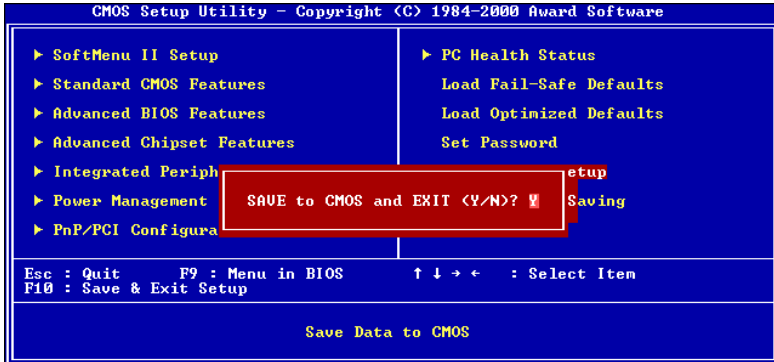 CMOS Setup Utility - Copyright (C) 1984-2000 Award Software
► SoftMenu II Setup
► Standard CMOS Features
► Advanced BIOS Features
► Advanced Chipset Features
► Integrated Periph
► Power Management
► PnP/PCI Configura
► PC Health Status
Load Fail-Safe Defaults
Load Optimized Defaults
Set Password
etup
Saving
SAVE to CMOS and EXIT (Y/N)? Y
Esc : Quit F9 : Menu in BIOS ↑ ↓ → ← : Select Item
F10 : Save & Exit Setup
Save Data to CMOS